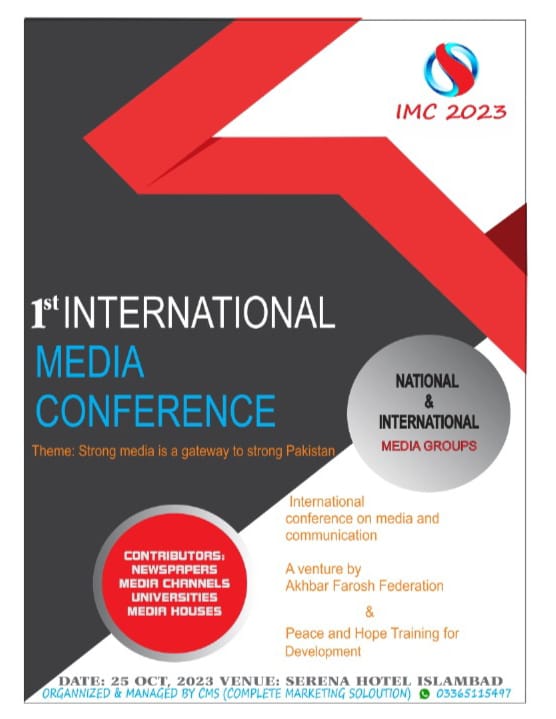 IMC 2023
1st INTERNATIONAL
MEDIA
CONFERENCE
Theme: Strong media is a gateway to strong Pakistan
NATIONAL
&
INTERNATIONAL
MEDIA GROUPS
International
conference on media and
communication
A venture by
Akhbar Farosh Federation
&
Peace and Hope Training for
Development
CONTRIBUTORS:
NEWSPAPERS
MEDIA CHANNELS
UNIVERSITIES
MEDIA HOUSES
DATE: 25 OCT, 2023 VENUE: SERENA HOTEL ISLAMBAD
ORGANNIZED & MANAGED BY CMS (COMPLETE MARKETING SOLOUTION) 03365115497